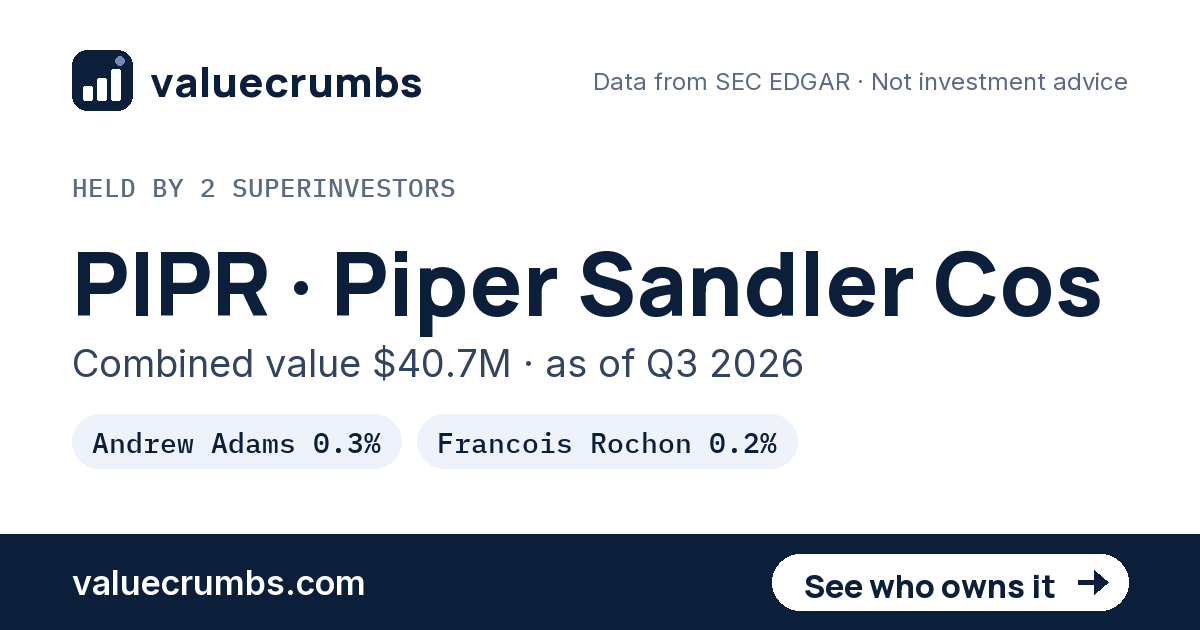 valuecrumbs
Data from SEC EDGAR · Not investment advice
HELD BY 2 SUPERINVESTORS
PIPR · Piper Sandler Cos
Combined value $40.7M · as of Q3 2026
Andrew Adams 0.3%
Francois Rochon 0.2%
valuecrumbs.com
See who owns it →